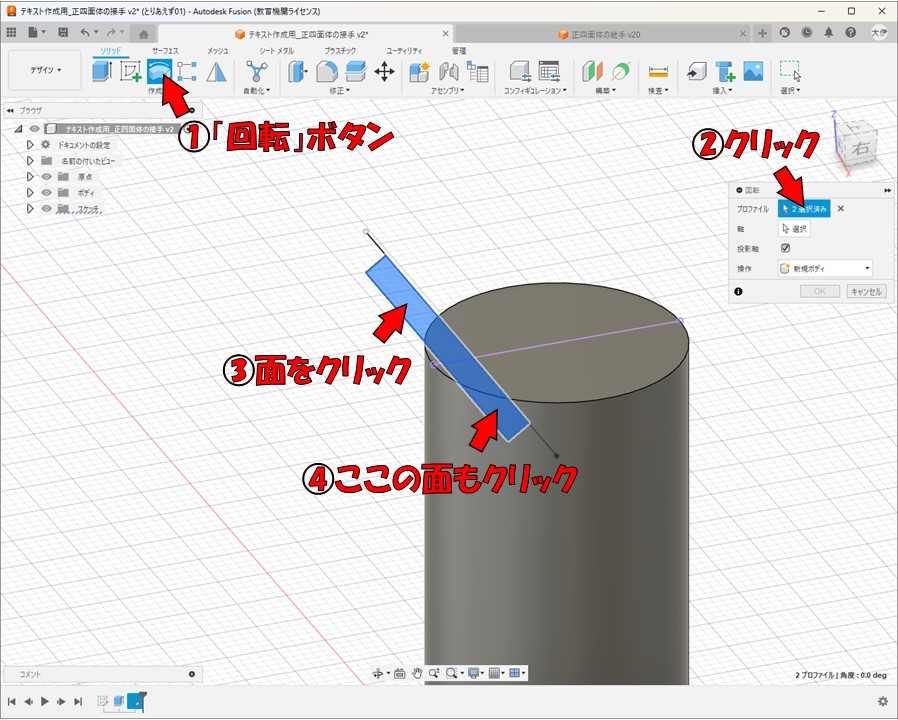 テキスト作成用_正四面体の接手 v2* (とりあえず01) - Autodesk Fusion (教育機関ライセンス)
テキスト作成用_正四面体の接手 v2*
正四面体の継手 v20
大伊
ソリッド サーフェス メッシュ シート メタル プラスチック ユーティリティ 管理
デザイン
作成 自動化 修正 アセンブリ コンフィギュレーション 構築 検査 挿入 選択
ブラウザ
テキスト作成用_正四面体の接手 v2
ドキュメントの設定
名前の付いたビュー
原点
ボディ
スケッチ
①「回転」ボタン
②クリック
Z
上
右
X
回転
プロファイル 2 選択済み
軸 選択
投影軸
操作 新規ボディ
OK キャンセル
③面をクリック
④ここの面もクリック
コメント
2 プロファイル | 角度 : 0.0 deg